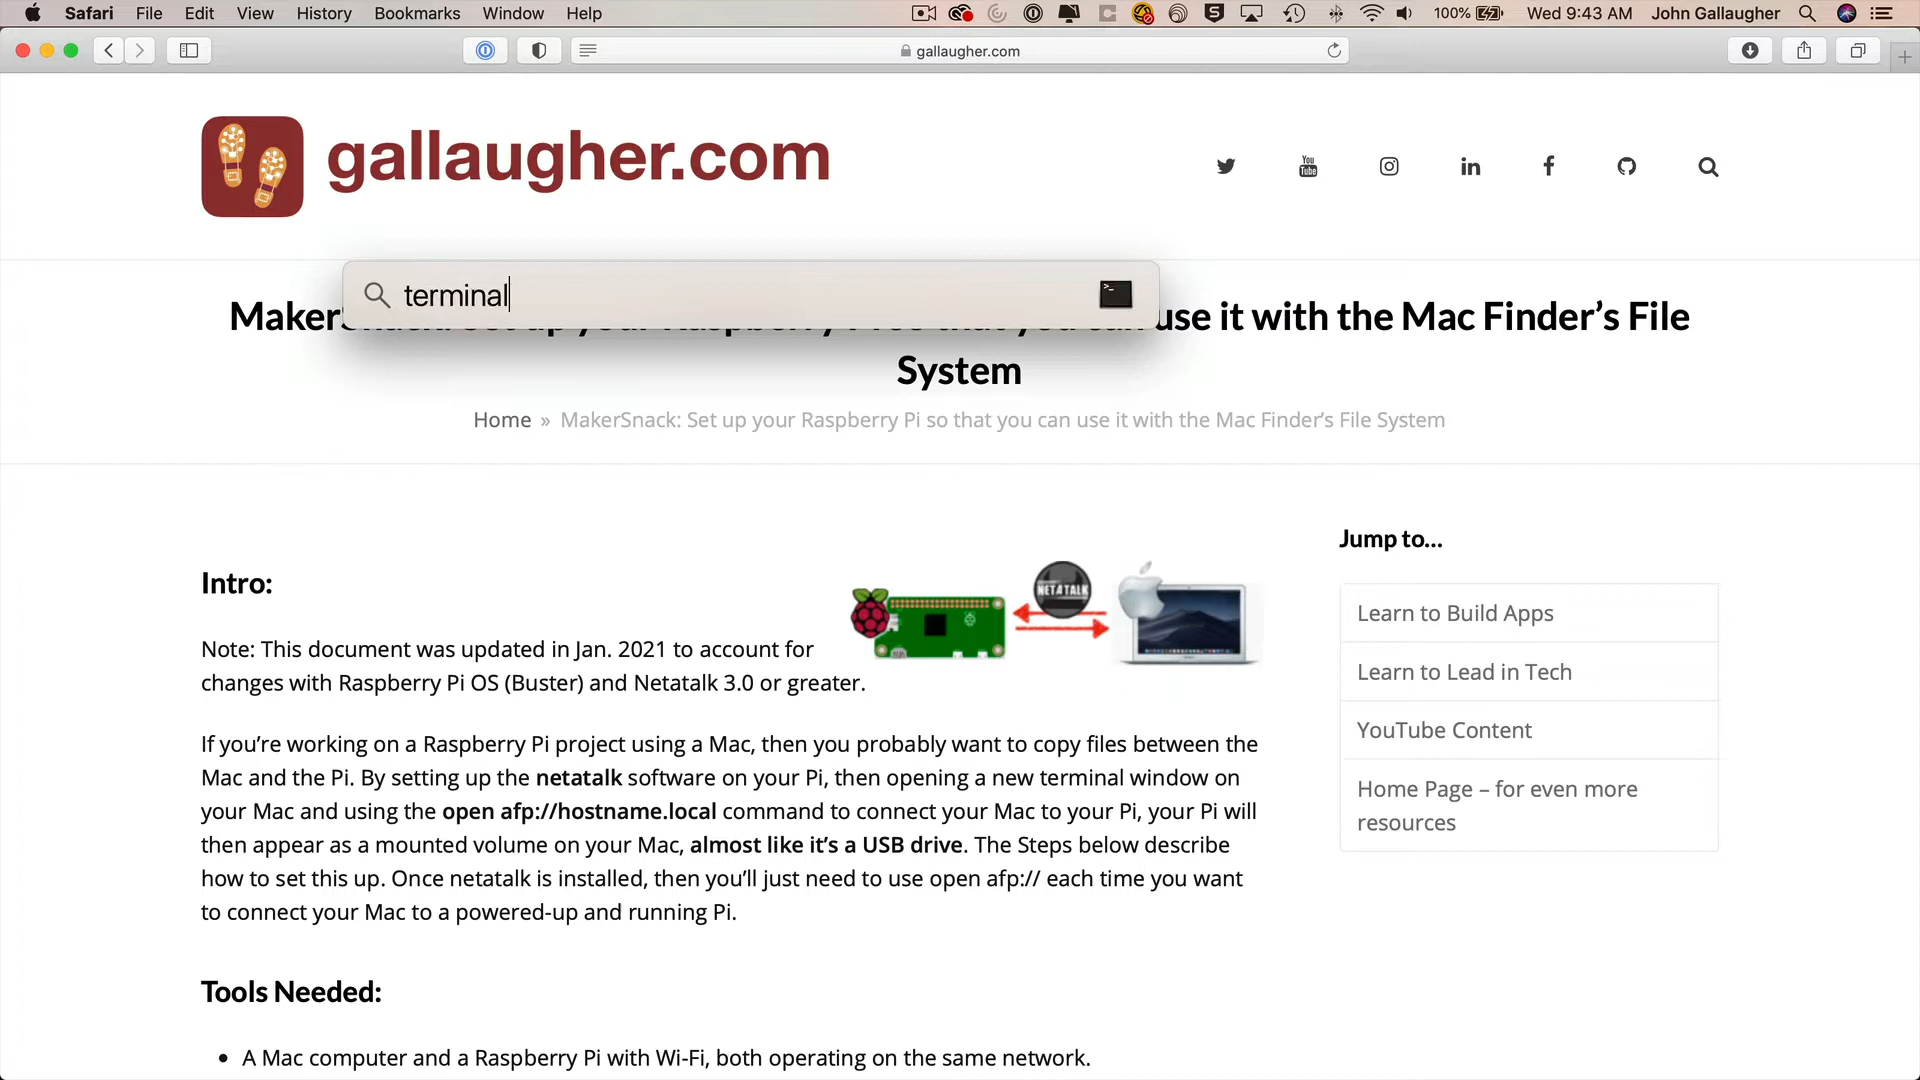 Safari File Edit View History Bookmarks Window Help 100% Wed 9:43 AM John Gallaugher
gallaugher.com
gallaugher.com
You Tube
terminal
use it with the Mac Finder’s File
System
Home » MakerSnack: Set up your Raspberry Pi so that you can use it with the Mac Finder’s File System
Intro:
NETATALK
Note: This document was updated in Jan. 2021 to account for
changes with Raspberry Pi OS (Buster) and Netatalk 3.0 or greater.
If you’re working on a Raspberry Pi project using a Mac, then you probably want to copy files between the
Mac and the Pi. By setting up the netatalk software on your Pi, then opening a new terminal window on
your Mac and using the open afp://hostname.local command to connect your Mac to your Pi, your Pi will
then appear as a mounted volume on your Mac, almost like it’s a USB drive. The Steps below describe
how to set this up. Once netatalk is installed, then you’ll just need to use open afp:// each time you want
to connect your Mac to a powered-up and running Pi.
Tools Needed:
• A Mac computer and a Raspberry Pi with Wi-Fi, both operating on the same network.
Jump to…
Learn to Build Apps
Learn to Lead in Tech
YouTube Content
Home Page – for even more
resources